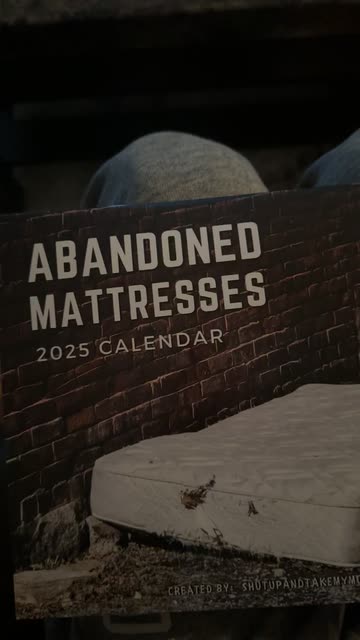 ABANDONED
MATTRESSES
2025 CALENDAR
CREATED BY: SHUTUPANDTAKEMYM